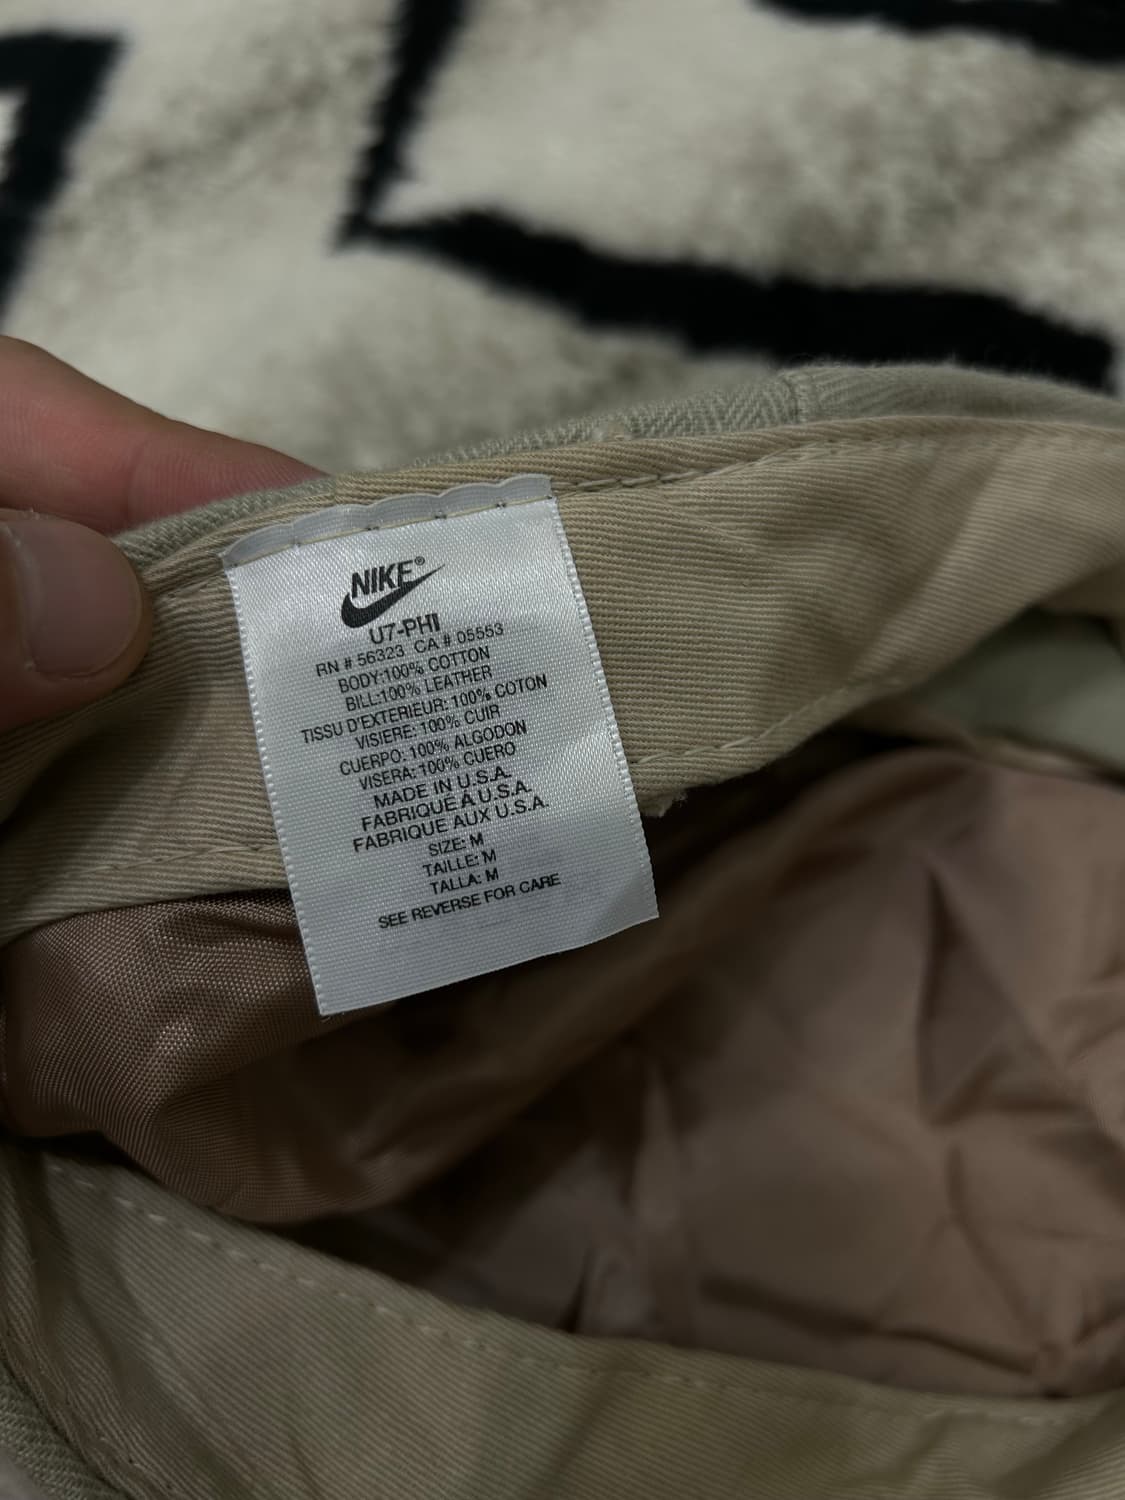 NIKE®
U7-PHI
RN # 56323 CA # 05553
BODY:100% COTTON
BILL:100% LEATHER
TISSU D'EXTERIEUR: 100% COTON
VISIERE: 100% CUIR
CUERPO: 100% ALGODON
VISERA: 100% CUERO
MADE IN U.S.A.
FABRIQUE A U.S.A.
FABRIQUE AUX U.S.A.
SIZE: M
TAILLE: M
TALLA: M
SEE REVERSE FOR CARE